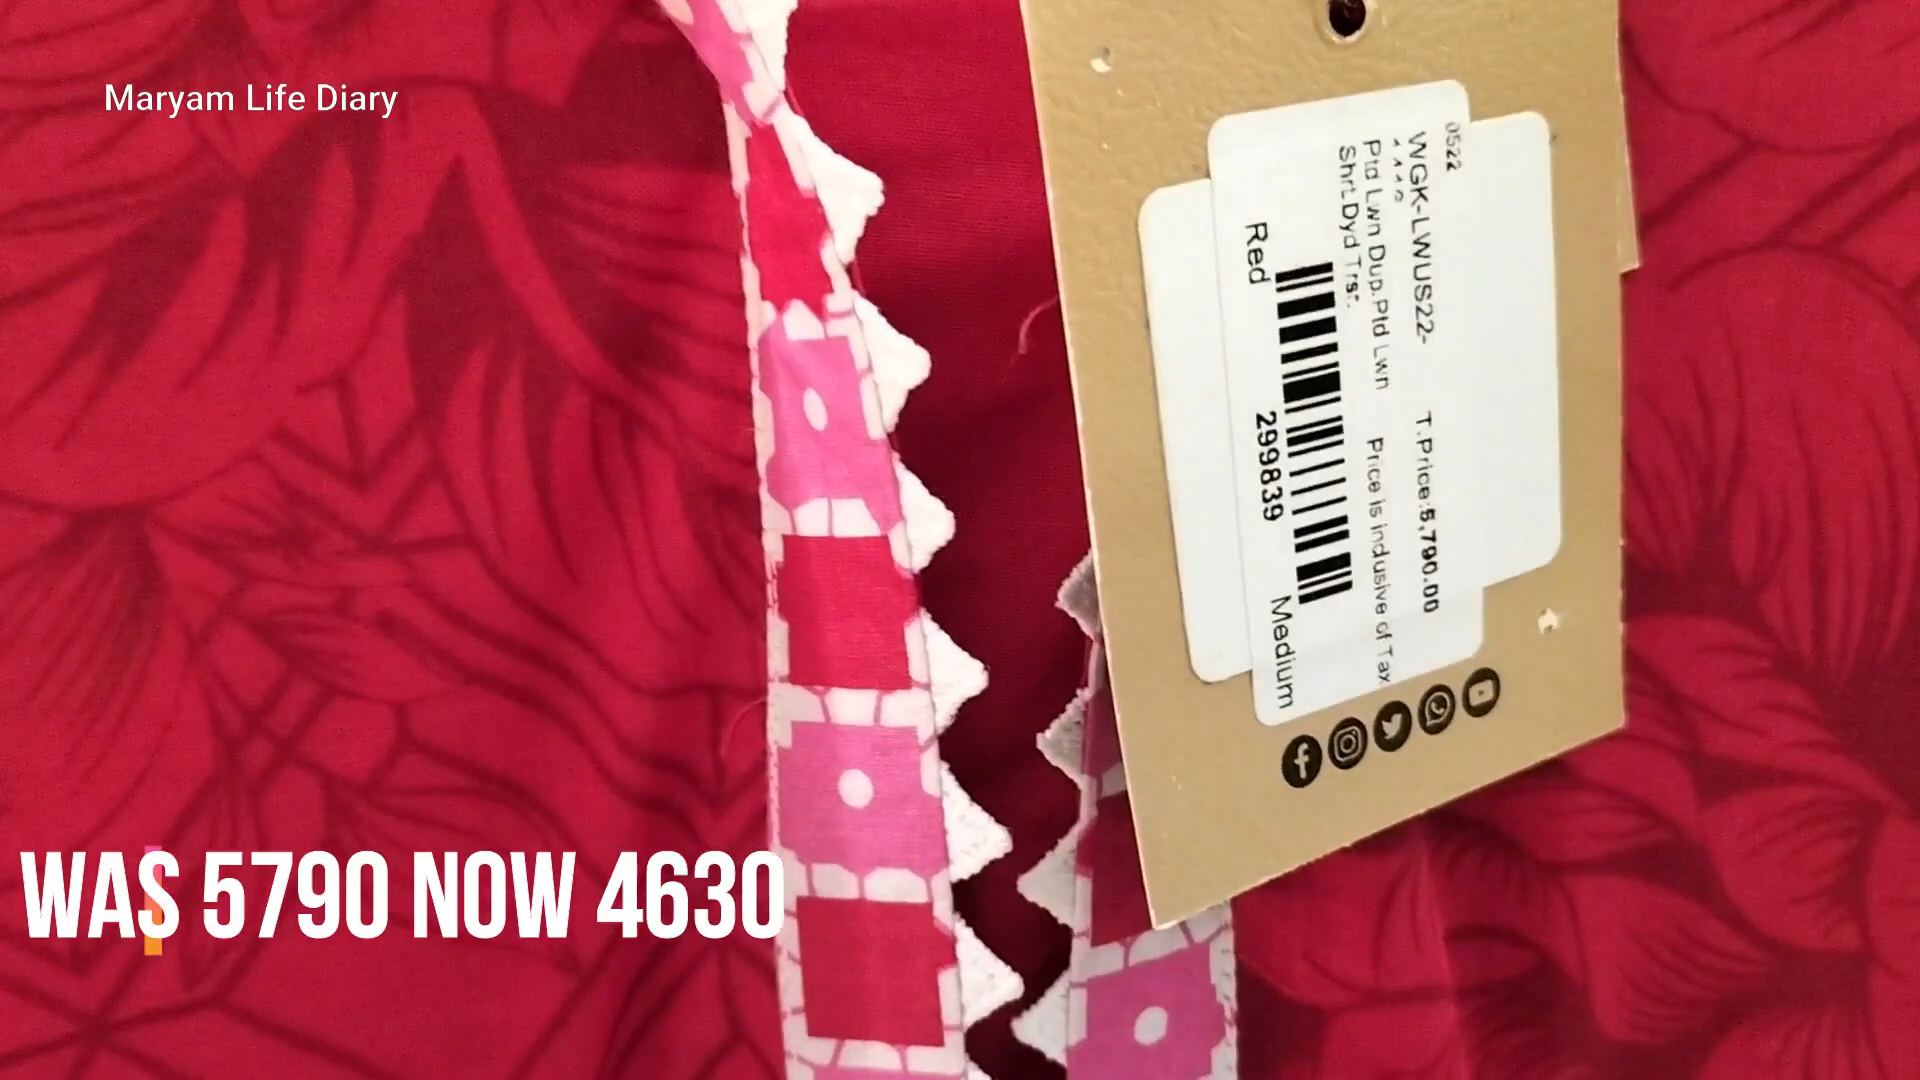 Maryam Life Diary
0522
WGK-LWUS22-
T.Price:5,790.00
Ptd Lwn Dup.Ptd Lwn
Price is inclusive of Tax
Shrt.Dyd Trsr.
299839
Red
Medium
WAS 5790 NOW 4630